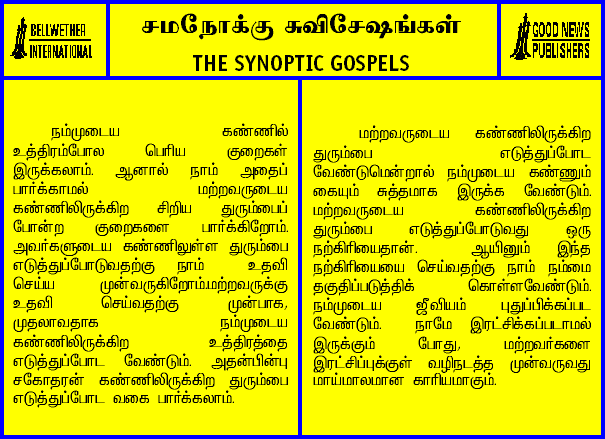 BELLWETHER
INTERNATIONAL
சமநோக்கு சுவிசேஷங்கள்
THE SYNOPTIC GOSPELS
GOOD NEWS
PUBLISHERS
நம்முடைய கண்ணில்
உத்திரம்போல பெரிய குறைகள்
இருக்கலாம். ஆனால் நாம் அதைப்
பார்க்காமல் மற்றவருடைய
கண்ணிலிருக்கிற சிறிய துரும்பைப்
போன்ற குறைகளை பார்க்கிறோம்.
அவர்களுடைய கண்ணிலுள்ள துரும்பை
எடுத்துப்போடுவதற்கு நாம் உதவி
செய்ய முன்வருகிறோம்.மற்றவருக்கு
உதவி செய்வதற்கு முன்பாக,
முதலாவதாக நம்முடைய
கண்ணிலிருக்கிற உத்திரத்தை
எடுத்துப்போட வேண்டும். அதன்பின்பு
சகோதரன் கண்ணிலிருக்கிற துரும்பை
எடுத்துப்போட வகை பார்க்கலாம்.
மற்றவருடைய கண்ணிலிருக்கிற
துரும்பை எடுத்துப்போட
வேண்டுமென்றால் நம்முடைய கண்ணும்
கையும் சுத்தமாக இருக்க வேண்டும்.
மற்றவருடைய கண்ணிலிருக்கிற
துரும்பை எடுத்துப்போடுவது ஒரு
நற்கிரியைதான். ஆயினும் இந்த
நற்கிரியையை செய்வதற்கு நாம் நம்மை
தகுதிப்படுத்திக் கொள்ளவேண்டும்.
நம்முடைய ஜீவியம் புதுப்பிக்கப்பட
வேண்டும். நாமே இரட்சிக்கப்படாமல்
இருக்கும் போது, மற்றவர்களை
இரட்சிப்புக்குள் வழிநடத்த முன்வருவது
மாய்மாலமான காரியமாகும்.